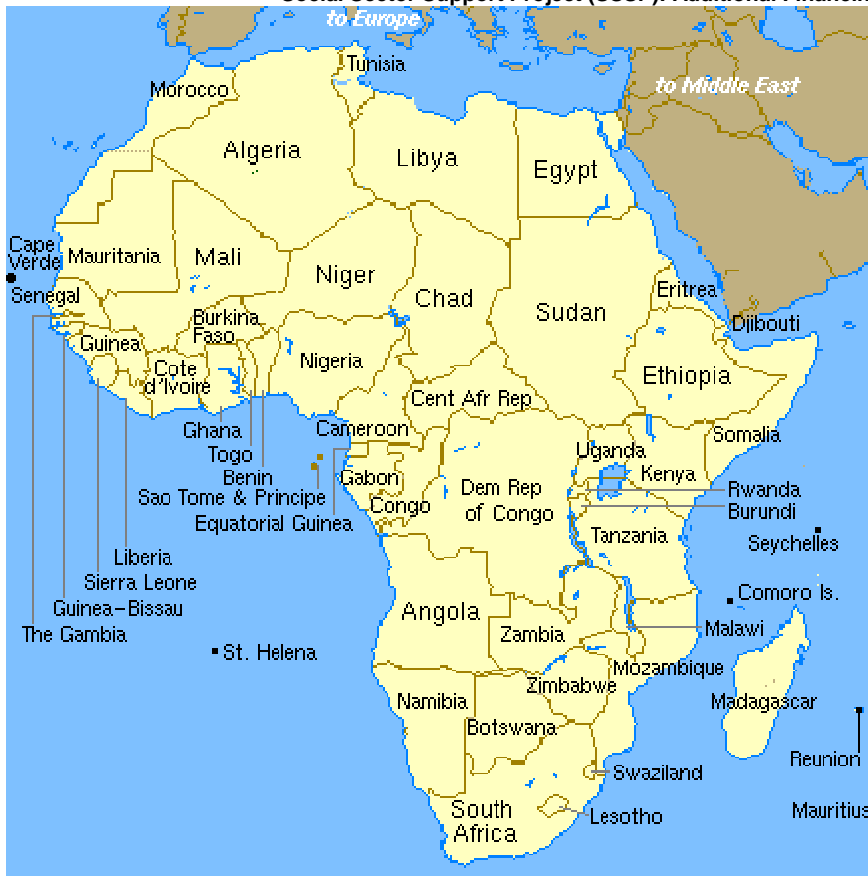 to Europe
to Middle East
Tunisia
Morocco
Algeria
Libya
Egypt
Cape
Verde
Mauritania
Mali
Niger
Chad
Sudan
Eritrea
Senegal
Djibouti
Burkina
Faso
Guinea
Nigeria
Cote
d'Ivoire
Ethiopia
Cent Afr Rep
Ghana
Cameroon
Somalia
Togo
Uganda
Benin
Gabon
Kenya
Sao Tome & Principe
Dem Rep
of Congo
Rwanda
Congo
Burundi
Equatorial Guinea
Tanzania
Seychelles
Liberia
Sierra Leone
Comoro Is.
Guinea-Bissau
Angola
The Gambia
Zambia
Malawi
St. Helena
Mozambique
Zimbabwe
Namibia
Madagascar
Botswana
Reunion
Swaziland
South
Africa
Lesotho
Mauritius